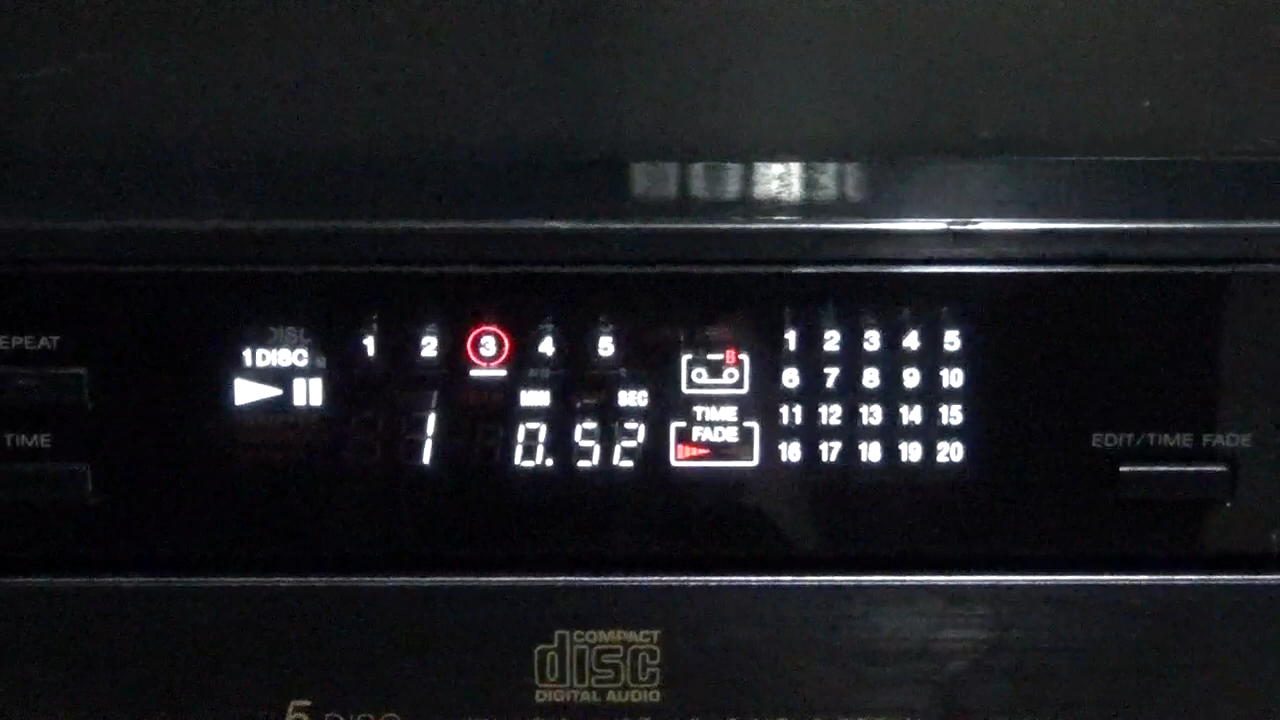 EPEAT
TIME
1 DISC
1 2 3 4 5
MIN SEC
1 0.52
B
TIME
FADE
1 2 3 4 5
6 7 8 9 10
11 12 13 14 15
16 17 18 19 20
EDIT/TIME FADE
COMPACT
disc
DIGITAL AUDIO
5 DISC